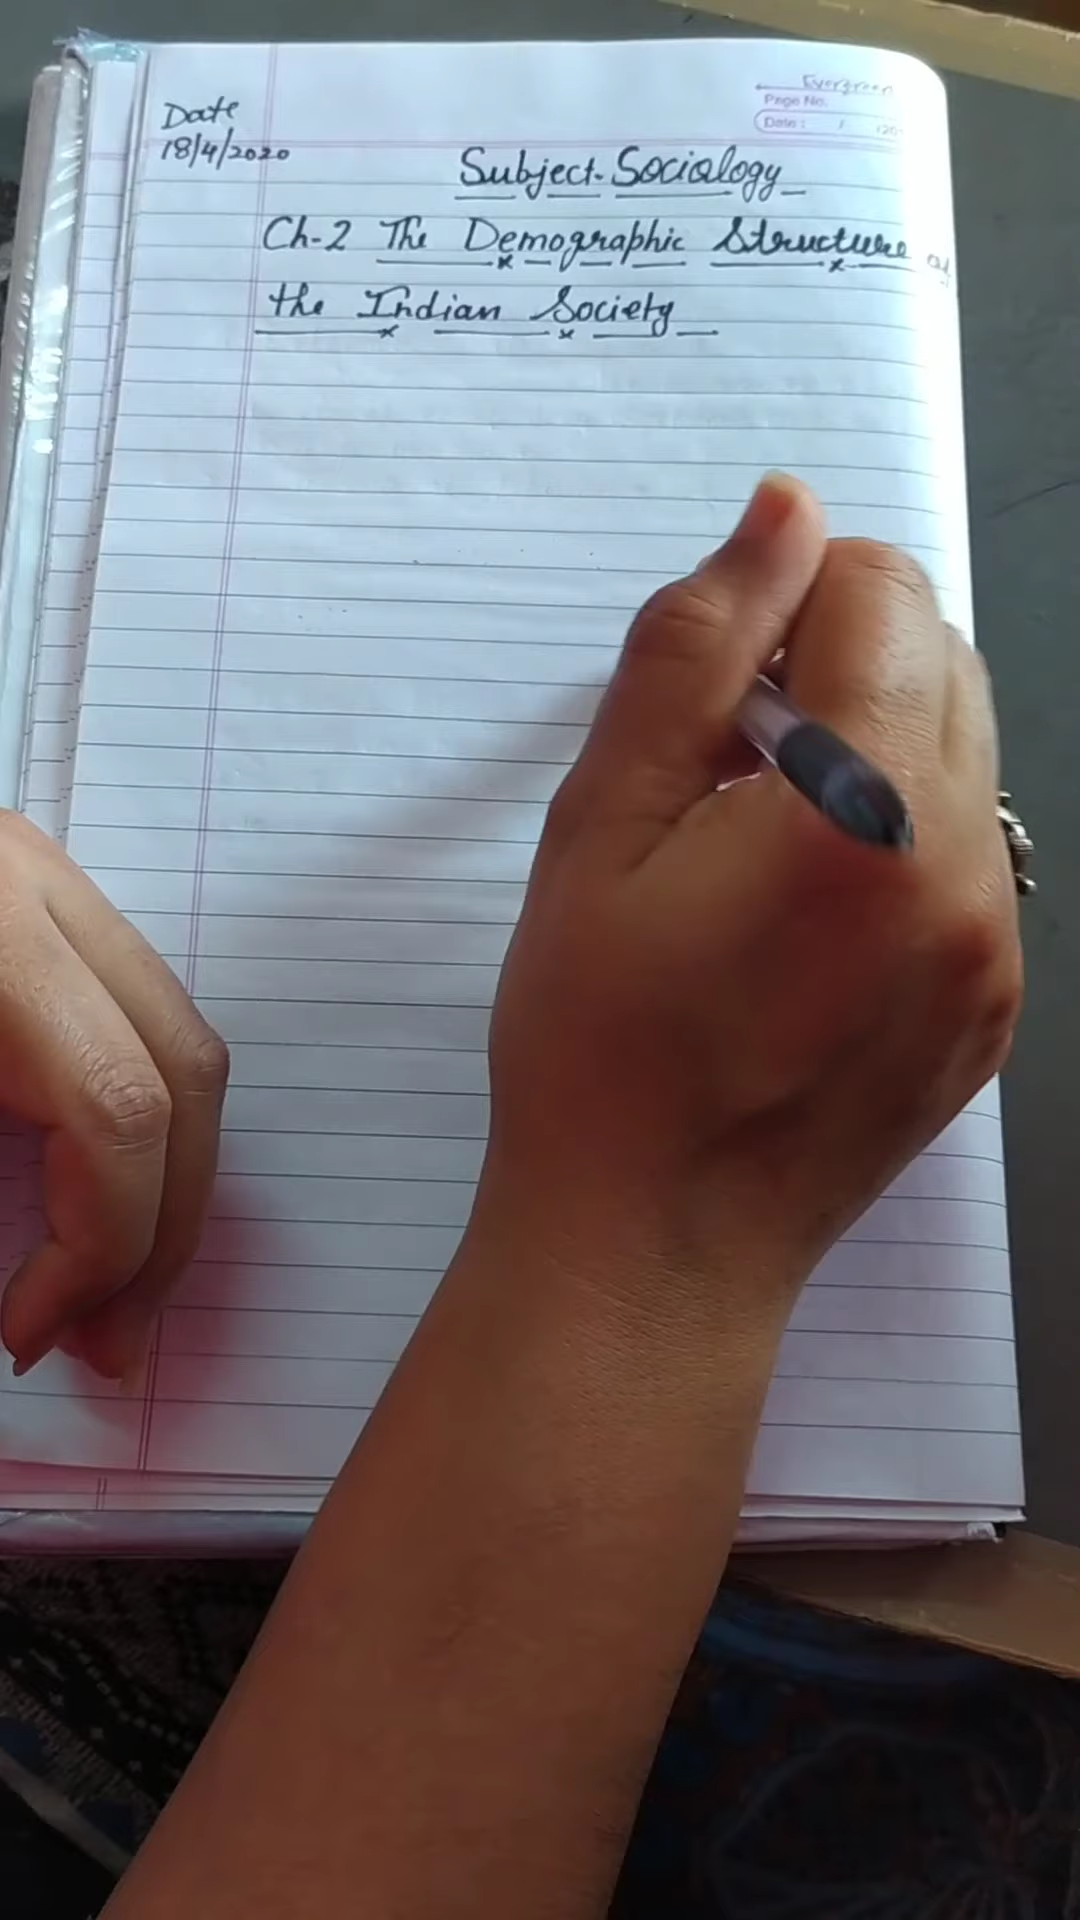 Evergreen
Page No.
Date : / /20
Date
18/4/2020
Subject-Sociology
Ch-2 The Demographic Structure of
the Indian Society